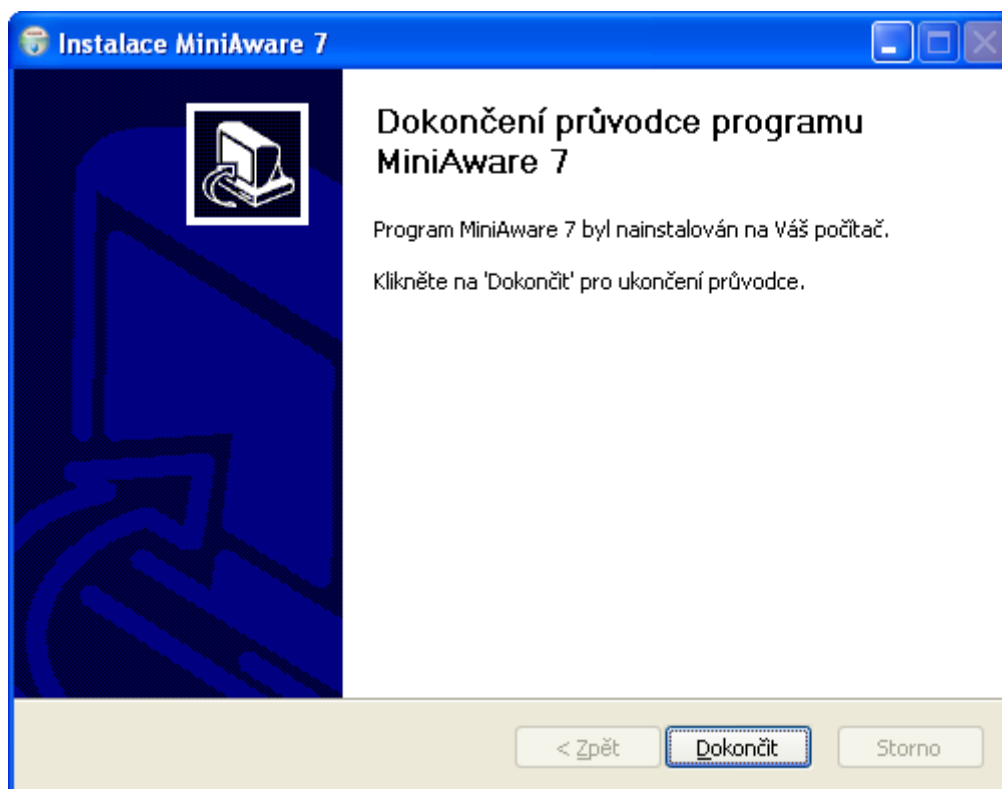 Instalace MiniAware 7
Dokončení průvodce programu
MiniAware 7
Program MiniAware 7 byl nainstalován na Váš počítač.
Klikněte na 'Dokončit' pro ukončení průvodce.
< Zpět
Dokončit
Storno